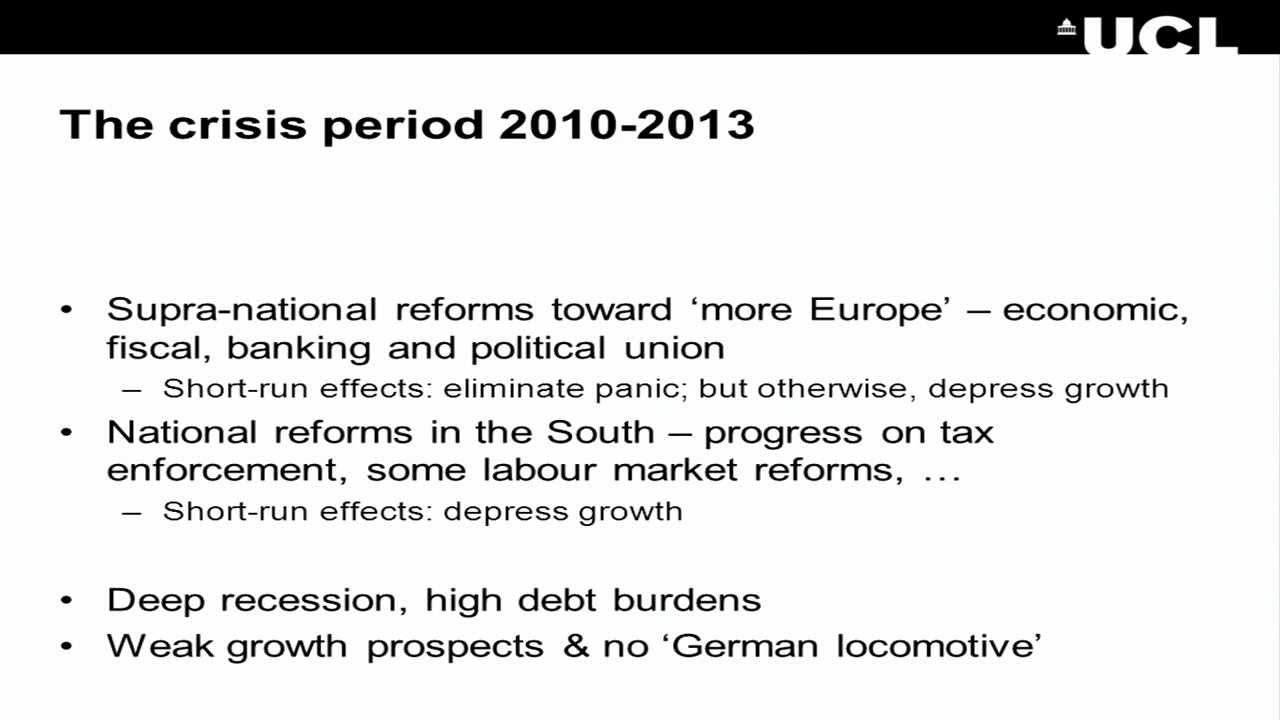 UCL
The crisis period 2010-2013
• Supra-national reforms toward ‘more Europe’ – economic,
fiscal, banking and political union
– Short-run effects: eliminate panic; but otherwise, depress growth
• National reforms in the South – progress on tax
enforcement, some labour market reforms, …
– Short-run effects: depress growth
• Deep recession, high debt burdens
• Weak growth prospects & no ‘German locomotive’